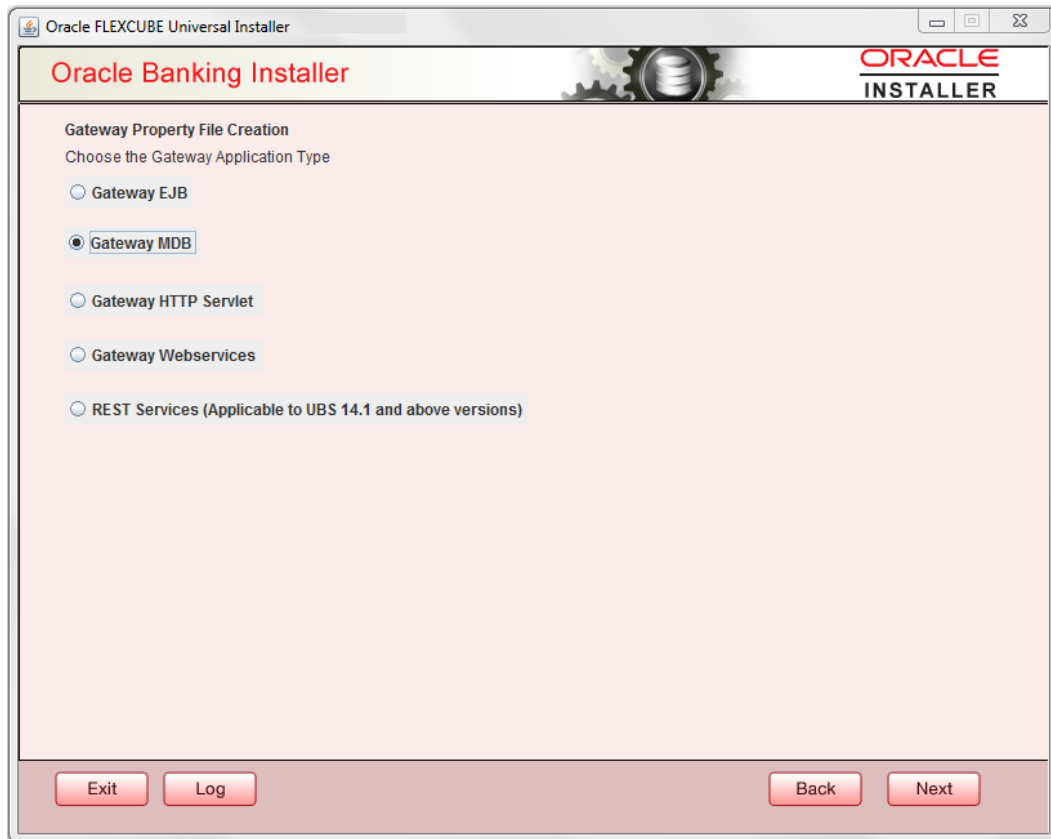 Oracle FLEXCUBE Universal Installer
Oracle Banking Installer
ORACLE
INSTALLER
Gateway Property File Creation
Choose the Gateway Application Type
Gateway EJB
Gateway MDB
Gateway HTTP Servlet
Gateway Webservices
REST Services (Applicable to UBS 14.1 and above versions)
Exit Log Back Next